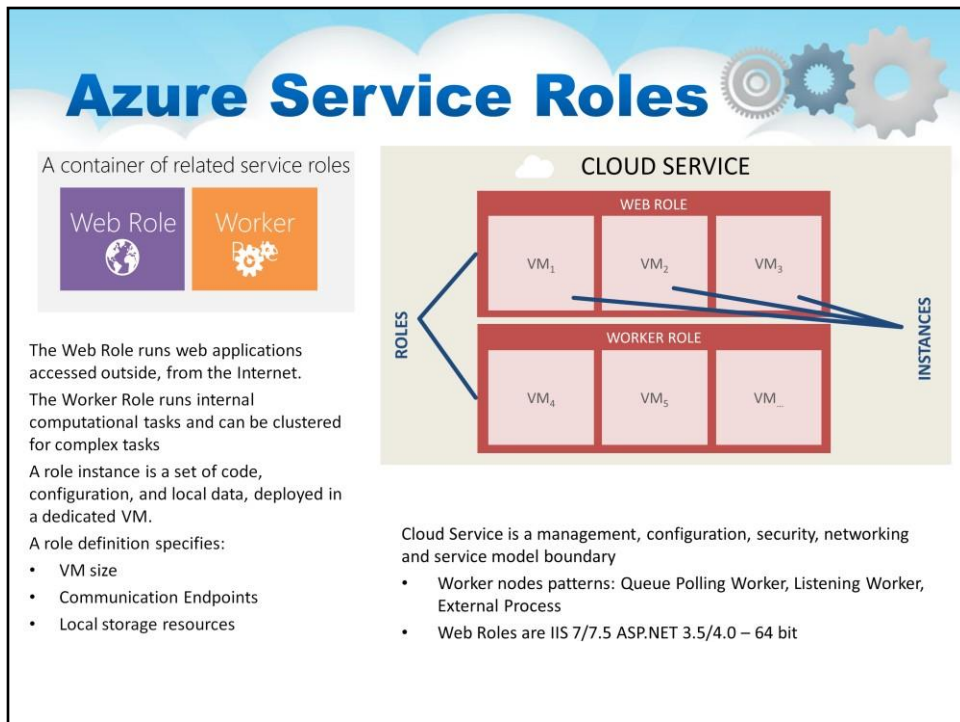 Azure Service Roles
A container of related service roles
Web Role
Worker
Role
The Web Role runs web applications
accessed outside, from the Internet.
The Worker Role runs internal
computational tasks and can be clustered
for complex tasks
A role instance is a set of code,
configuration, and local data, deployed in
a dedicated VM.
A role definition specifies:
• VM size
• Communication Endpoints
• Local storage resources
CLOUD SERVICE
WEB ROLE
VM₁ VM₂ VM₃
ROLES
INSTANCES
WORKER ROLE
VM₄ VM₅ VM...
Cloud Service is a management, configuration, security, networking
and service model boundary
• Worker nodes patterns: Queue Polling Worker, Listening Worker,
External Process
• Web Roles are IIS 7/7.5 ASP.NET 3.5/4.0 – 64 bit